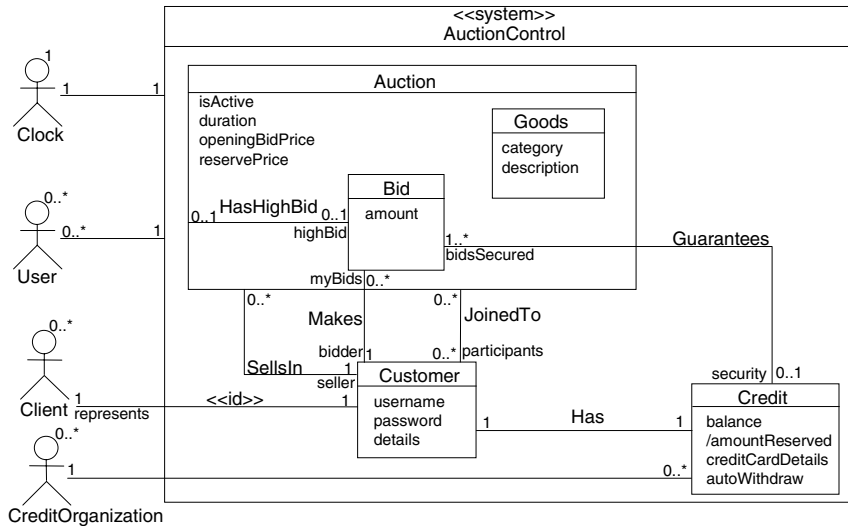 <<system>>
AuctionControl
1
1
1
Clock
Auction
isActive
duration
openingBidPrice
reservePrice
Goods
category
description
HasHighBid
0..1
0..1
highBid
Bid
amount
0..*
0..*
1
User
1..*
bidsSecured
Guarantees
myBids
0..*
0..*
0..*
Makes
JoinedTo
bidder
1
0..*
participants
SellsIn
1
seller
0..*
Client
1
represents
<<id>>
1
Customer
username
password
details
1
Has
1
security
0..1
Credit
balance
/amountReserved
creditCardDetails
autoWithdraw
0..*
1
0..*
CreditOrganization